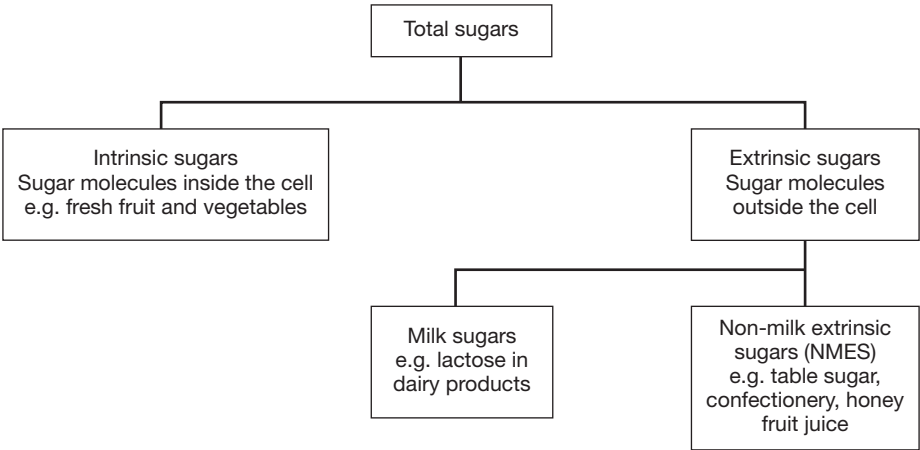 Total sugars
Intrinsic sugars
Sugar molecules inside the cell
e.g. fresh fruit and vegetables
Extrinsic sugars
Sugar molecules
outside the cell
Milk sugars
e.g. lactose in
dairy products
Non-milk extrinsic
sugars (NMES)
e.g. table sugar,
confectionery, honey
fruit juice